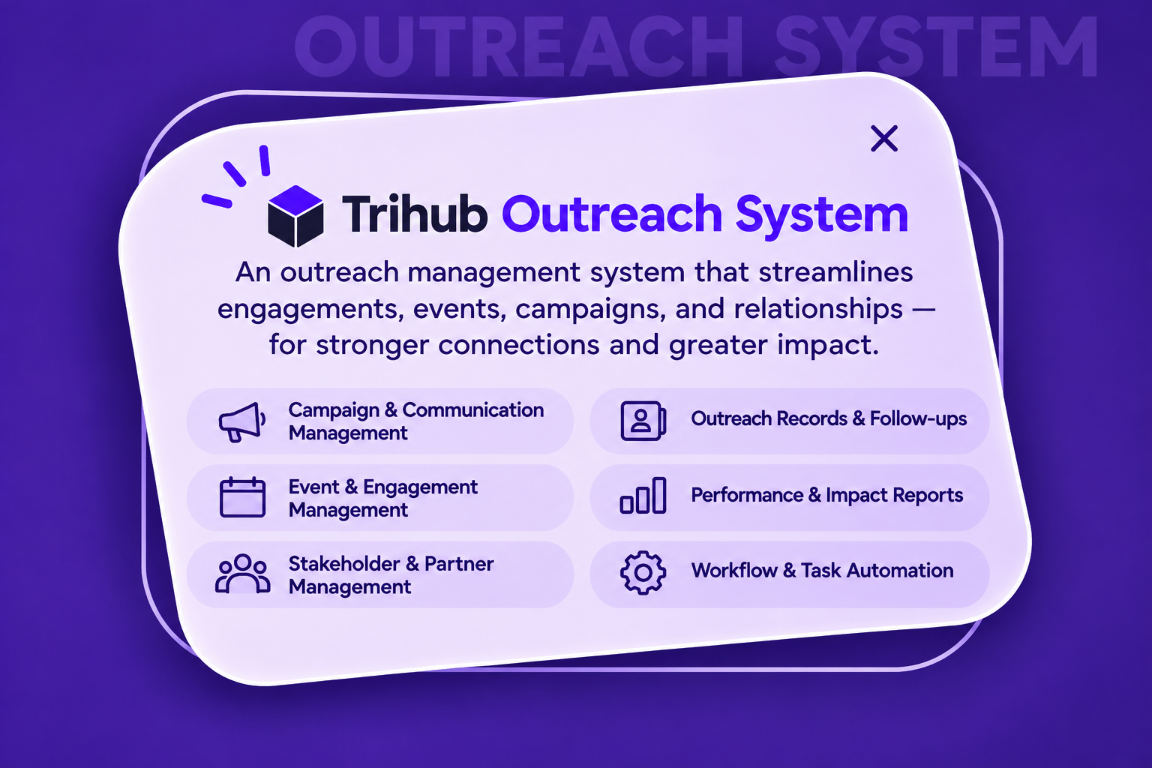 OUTREACH SYSTEM
Trihub Outreach System
An outreach management system that streamlines
engagements, events, campaigns, and relationships —
for stronger connections and greater impact.
Campaign & Communication
Management
Outreach Records & Follow-ups
Event & Engagement
Management
Performance & Impact Reports
Stakeholder & Partner
Management
Workflow & Task Automation